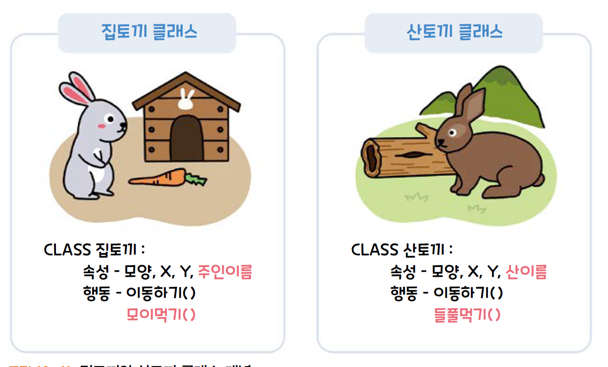 집토끼 클래스
산토끼 클래스
CLASS 집토끼 :
속성 - 모양, X, Y, 주인이름
행동 - 이동하기()
모이먹기()
CLASS 산토끼 :
속성 - 모양, X, Y, 산이름
행동 - 이동하기()
들풀먹기()